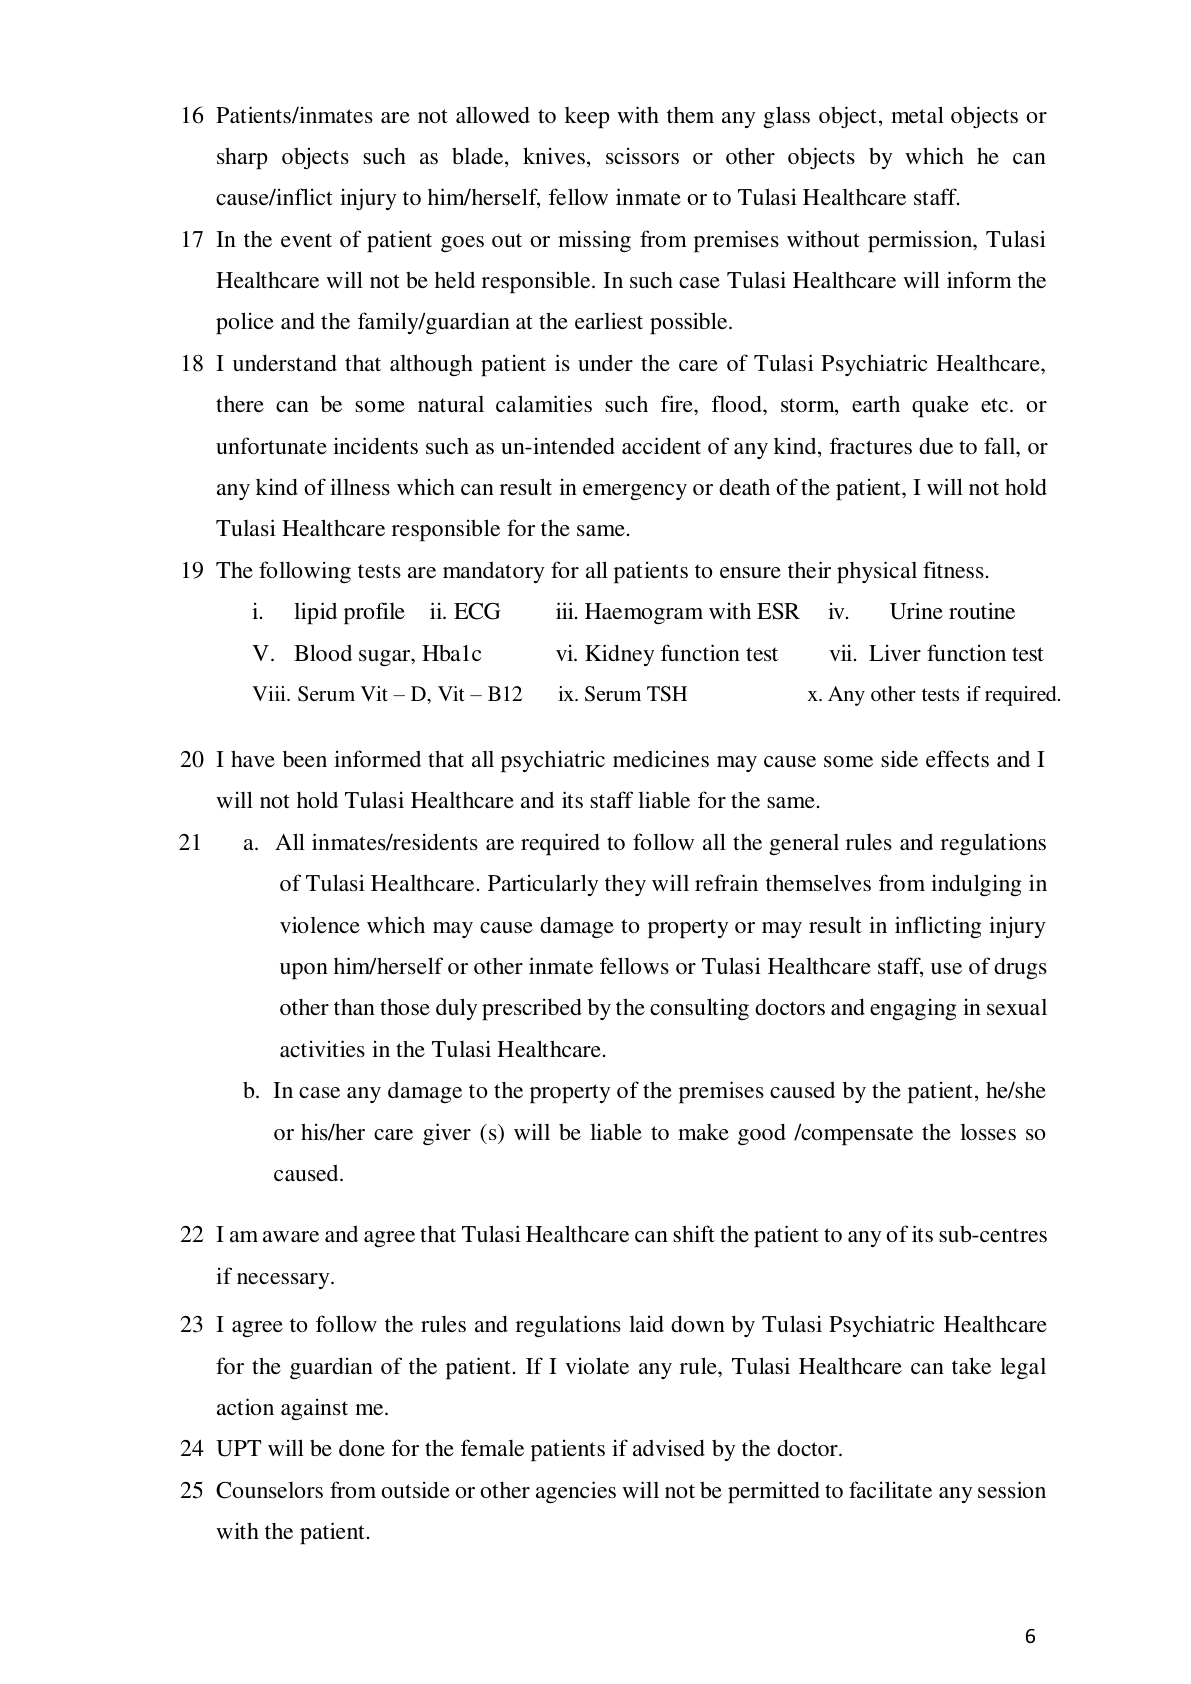 16 Patients/inmates are not allowed to keep with them any glass object, metal objects or
sharp objects such as blade, knives, scissors or other objects by which he can
cause/inflict injury to him/herself, fellow inmate or to Tulasi Healthcare staff.
17 In the event of patient goes out or missing from premises without permission, Tulasi
Healthcare will not be held responsible. In such case Tulasi Healthcare will inform the
police and the family/guardian at the earliest possible.
18 I understand that although patient is under the care of Tulasi Psychiatric Healthcare,
there can be some natural calamities such fire, flood, storm, earth quake etc. or
unfortunate incidents such as un-intended accident of any kind, fractures due to fall, or
any kind of illness which can result in emergency or death of the patient, I will not hold
Tulasi Healthcare responsible for the same.
19 The following tests are mandatory for all patients to ensure their physical fitness.
i. lipid profile ii. ECG iii. Haemogram with ESR iv. Urine routine
V. Blood sugar, Hba1c vi. Kidney function test vii. Liver function test
Viii. Serum Vit – D, Vit – B12 ix. Serum TSH x. Any other tests if required.
20 I have been informed that all psychiatric medicines may cause some side effects and I
will not hold Tulasi Healthcare and its staff liable for the same.
21 a. All inmates/residents are required to follow all the general rules and regulations
of Tulasi Healthcare. Particularly they will refrain themselves from indulging in
violence which may cause damage to property or may result in inflicting injury
upon him/herself or other inmate fellows or Tulasi Healthcare staff, use of drugs
other than those duly prescribed by the consulting doctors and engaging in sexual
activities in the Tulasi Healthcare.
b. In case any damage to the property of the premises caused by the patient, he/she
or his/her care giver (s) will be liable to make good /compensate the losses so
caused.
22 I am aware and agree that Tulasi Healthcare can shift the patient to any of its sub-centres
if necessary.
23 I agree to follow the rules and regulations laid down by Tulasi Psychiatric Healthcare
for the guardian of the patient. If I violate any rule, Tulasi Healthcare can take legal
action against me.
24 UPT will be done for the female patients if advised by the doctor.
25 Counselors from outside or other agencies will not be permitted to facilitate any session
with the patient.
6